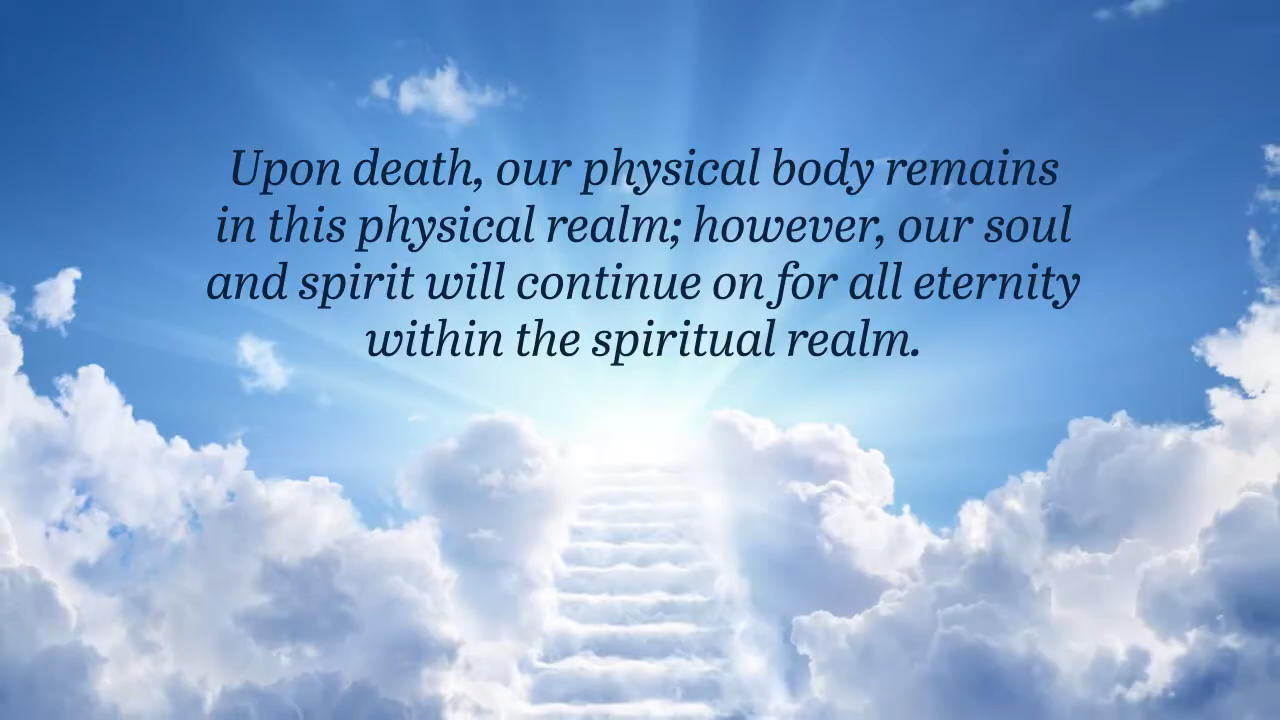 Upon death, our physical body remains
in this physical realm; however, our soul
and spirit will continue on for all eternity
within the spiritual realm.